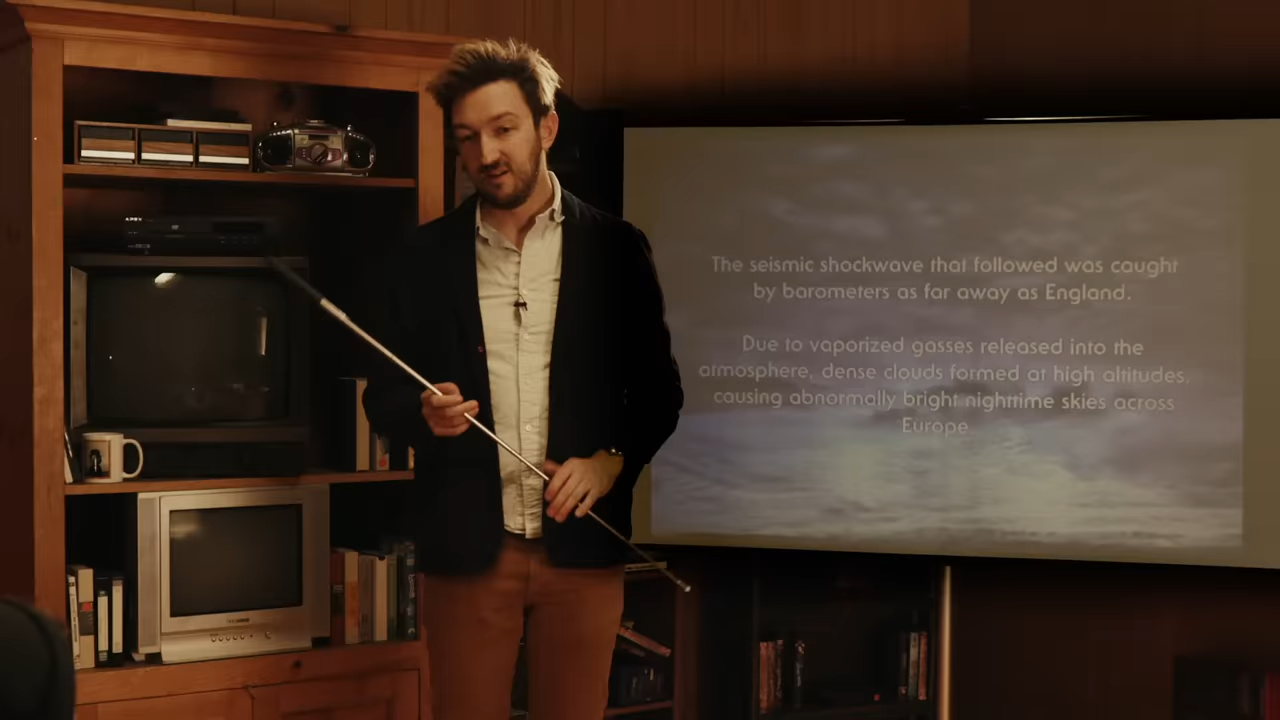 APEX
The seismic shockwave that followed was caught
by barometers as far away as England.
Due to vaporized gasses released into the
atmosphere, dense clouds formed at high altitudes,
causing abnormally bright nighttime skies across
Europe